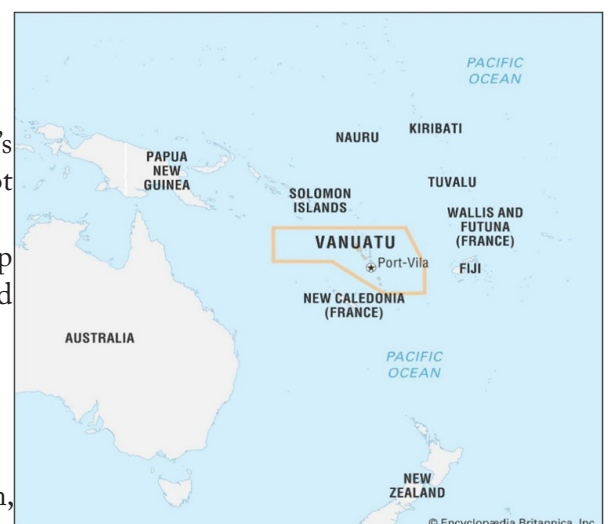 PACIFIC
OCEAN
's
NAURU
KIRIBATI
PAPUA
NEW
GUINEA
ot
TUVALU
SOLOMON
ISLANDS
WALLIS AND
FUTUNA
(FRANCE)
VANUATU
p
Port-Vila
FIJI
d
NEW CALEDONIA
(FRANCE)
AUSTRALIA
PACIFIC
OCEAN
NEW
ZEALAND
n,
© Encyclopædia Britannica, Inc.